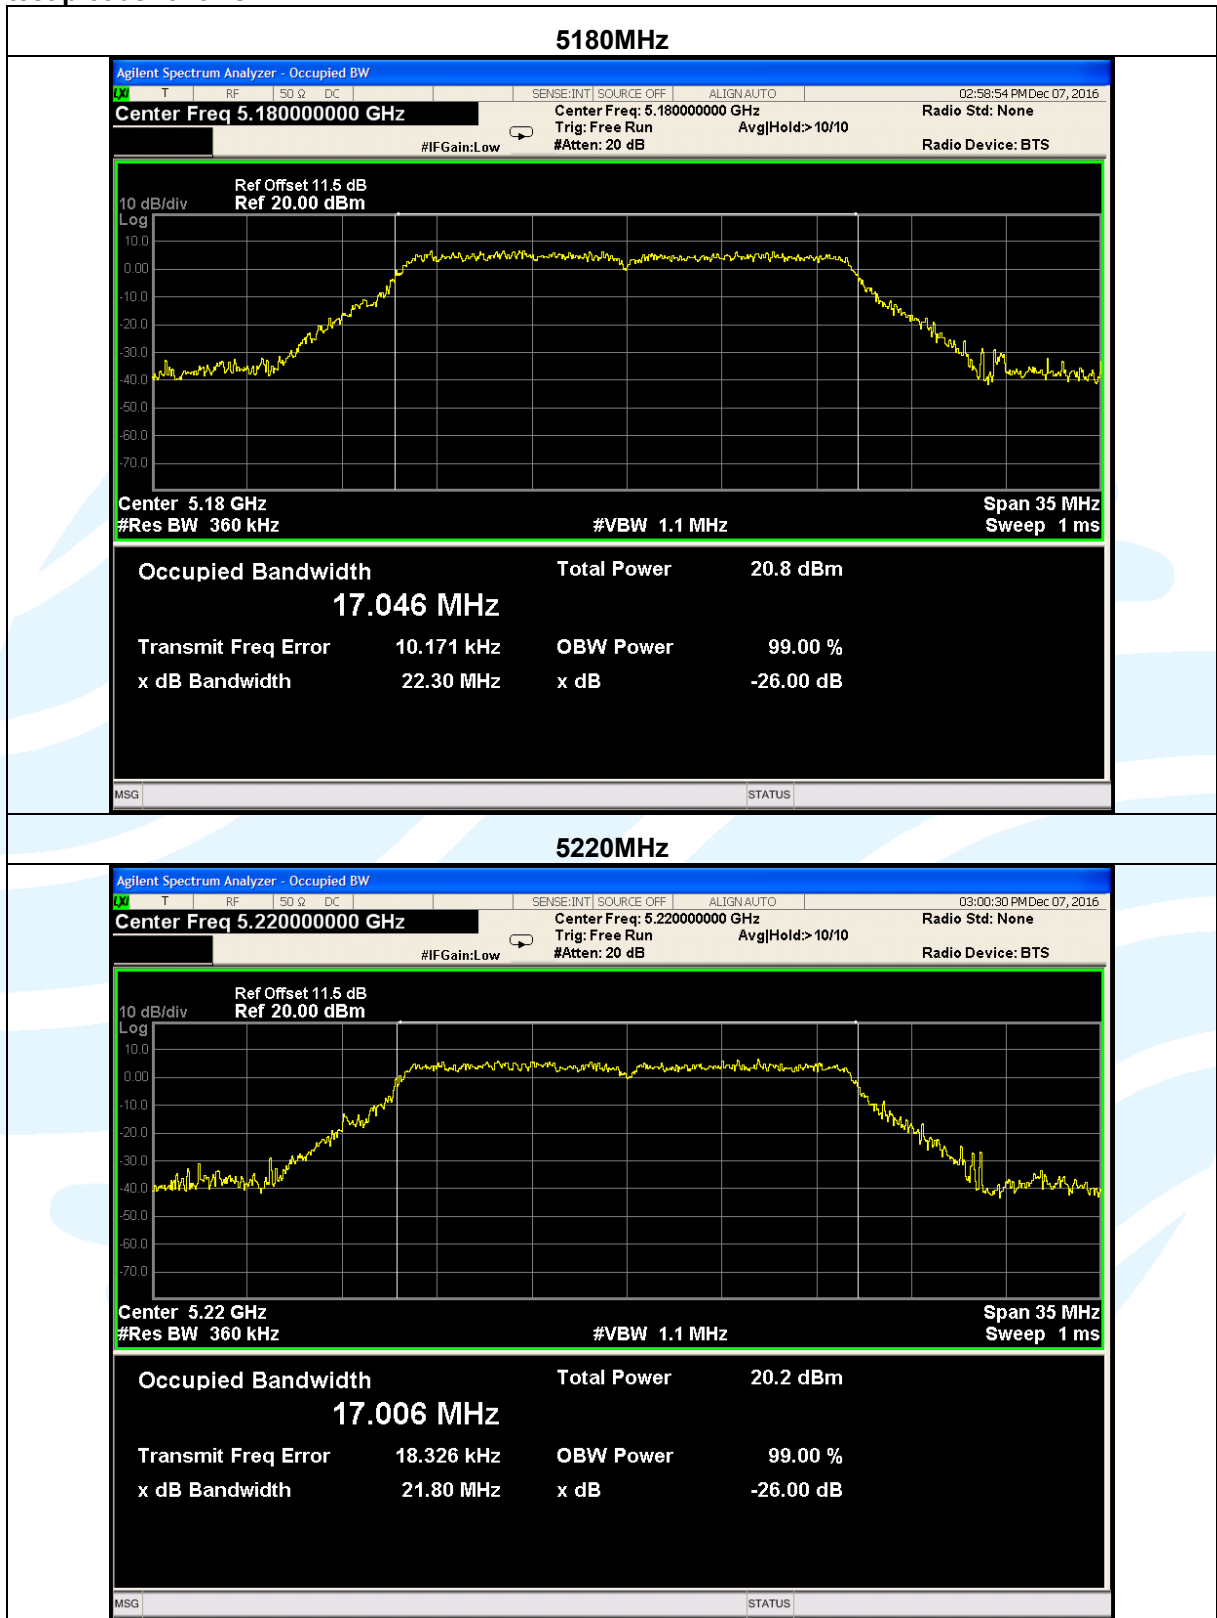 5180MHz
Agilent Spectrum Analyzer - Occupied BW
LXI T RF 50 Ω DC SENSE:INT SOURCE OFF ALIGN AUTO 02:58:54 PM Dec 07, 2016
Center Freq 5.180000000 GHz Center Freq: 5.180000000 GHz Radio Std: None
Trig: Free Run Avg|Hold:> 10/10
#IFGain:Low #Atten: 20 dB Radio Device: BTS
Ref Offset 11.5 dB
10 dB/div Ref 20.00 dBm
Log
10.0
0.00
-10.0
-20.0
-30.0
-40.0
-50.0
-60.0
-70.0
Center 5.18 GHz Span 35 MHz
#Res BW 360 kHz #VBW 1.1 MHz Sweep 1 ms
Occupied Bandwidth Total Power 20.8 dBm
17.046 MHz
Transmit Freq Error 10.171 kHz OBW Power 99.00 %
x dB Bandwidth 22.30 MHz x dB -26.00 dB
MSG STATUS
5220MHz
Agilent Spectrum Analyzer - Occupied BW
LXI T RF 50 Ω DC SENSE:INT SOURCE OFF ALIGN AUTO 03:00:30 PM Dec 07, 2016
Center Freq 5.220000000 GHz Center Freq: 5.220000000 GHz Radio Std: None
Trig: Free Run Avg|Hold:> 10/10
#IFGain:Low #Atten: 20 dB Radio Device: BTS
Ref Offset 11.5 dB
10 dB/div Ref 20.00 dBm
Log
10.0
0.00
-10.0
-20.0
-30.0
-40.0
-50.0
-60.0
-70.0
Center 5.22 GHz Span 35 MHz
#Res BW 360 kHz #VBW 1.1 MHz Sweep 1 ms
Occupied Bandwidth Total Power 20.2 dBm
17.006 MHz
Transmit Freq Error 18.326 kHz OBW Power 99.00 %
x dB Bandwidth 21.80 MHz x dB -26.00 dB
MSG STATUS